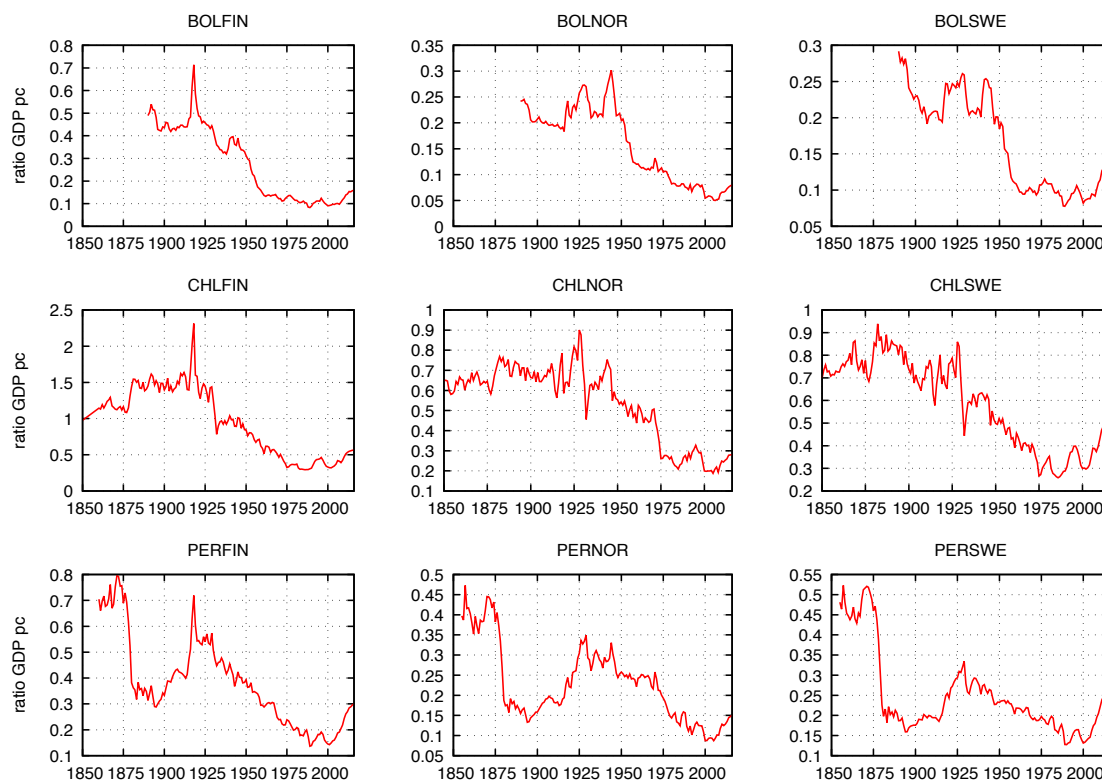 BOLFIN BOLNOR BOLSWE
0.8 0.35 0.3
0.7 0.3
0.6 0.25 0.25
0.5 0.2 0.2
0.4 0.15 0.15
0.3 0.1
0.2 0.1
0.1 0.05
0 0 0.05
ratio GDP pc
1850 1875 1900 1925 1950 1975 2000 1850 1875 1900 1925 1950 1975 2000 1850 1875 1900 1925 1950 1975 2000
CHLFIN CHLNOR CHLSWE
2.5 1 1
0.9 0.9
2 0.8 0.8
0.7 0.7
1.5 0.6 0.6
1 0.5 0.5
0.4 0.4
0.5 0.3 0.3
0.2
0 0.1 0.2
ratio GDP pc
1850 1875 1900 1925 1950 1975 2000 1850 1875 1900 1925 1950 1975 2000 1850 1875 1900 1925 1950 1975 2000
PERFIN PERNOR PERSWE
0.8 0.5 0.55
0.7 0.45 0.5
0.6 0.4 0.45
0.5 0.35 0.4
0.4 0.3 0.35
0.3 0.25 0.3
0.2 0.2 0.25
0.15 0.2
0.1 0.15
0.1 0.05 0.1
ratio GDP pc
1850 1875 1900 1925 1950 1975 2000 1850 1875 1900 1925 1950 1975 2000 1850 1875 1900 1925 1950 1975 2000